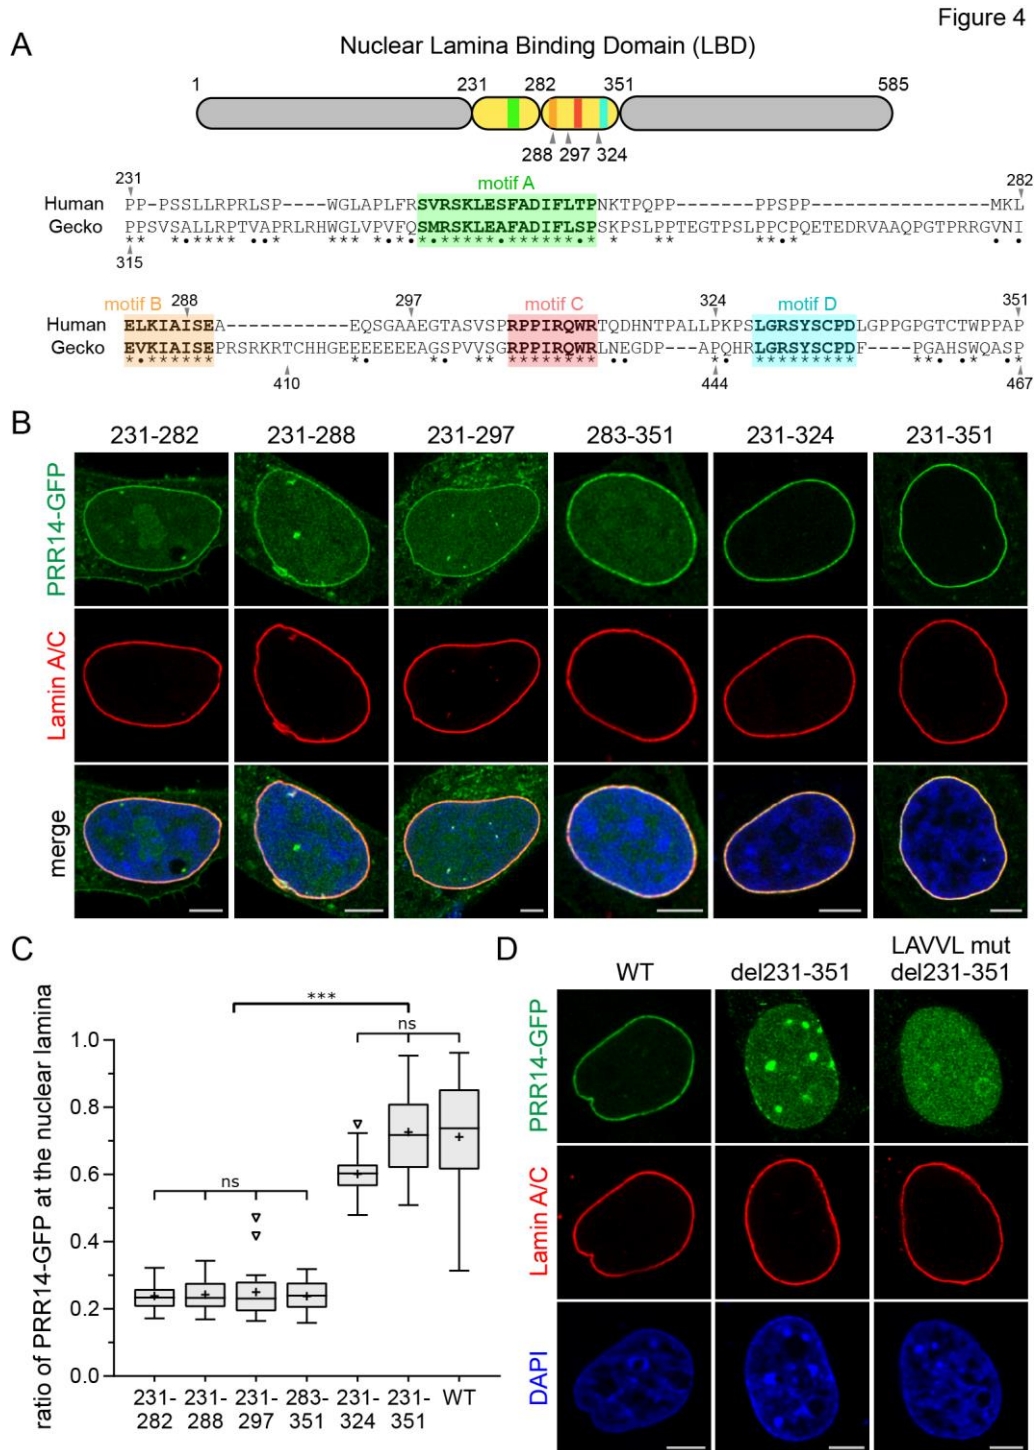 Figure 4
A
Nuclear Lamina Binding Domain (LBD)
1 231 282 351 585
288 297 324
231 motif A 282
Human PP-PSSLLRPRLSP----WGLAPLFRSVRSKLESFADIFLTPNKTPQPP----PPSPP----------------MKL
Gecko PPSVSALLRPTVAPRLRHWGLVPVFQSMRSKLEAFADIFLSPSKPSLPPTEGTPSLPPCPQETEDRVAAQPGTPRRGVNI
315
motif B 288 297 motif C 324 motif D 351
Human ELKIAISEA-----------EQSGAAEGTASVSPRPPIRQWRTQDHNTPALLPKPSLGRSYSCPDLGPPGPGTCTWPPAP
Gecko EVKIAISEPRSRKRTCHHGEEEEEEEAGSPVVSGRPPIRQWRLNEGDP---APQHRLGRSYSCPDF----PGAHSWQASP
410 444 467
B
231-282 231-288 231-297 283-351 231-324 231-351
PRR14-GFP
Lamin A/C
merge
C
ratio of PRR14-GFP at the nuclear lamina
***
ns
1.0
0.8
0.6
ns
0.4
0.2
0.0
231-282 231-288 231-297 283-351 231-324 231-351 WT
D
LAVVL mut
WT del231-351 del231-351
PRR14-GFP
Lamin A/C
DAPI